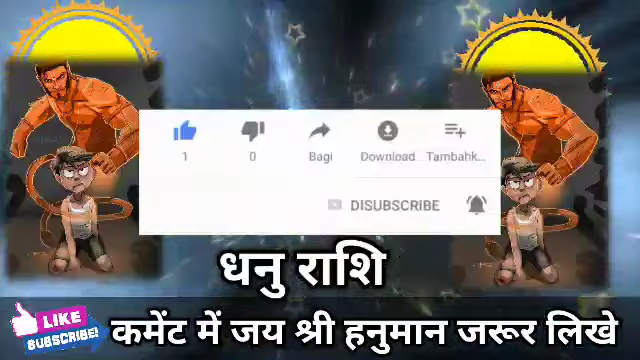 1 0 Bagi Download Tambahk...
DISUBSCRIBE
धनु राशि
LIKE
SUBSCRIBE!
कमेंट में जय श्री हनुमान जरूर लिखे